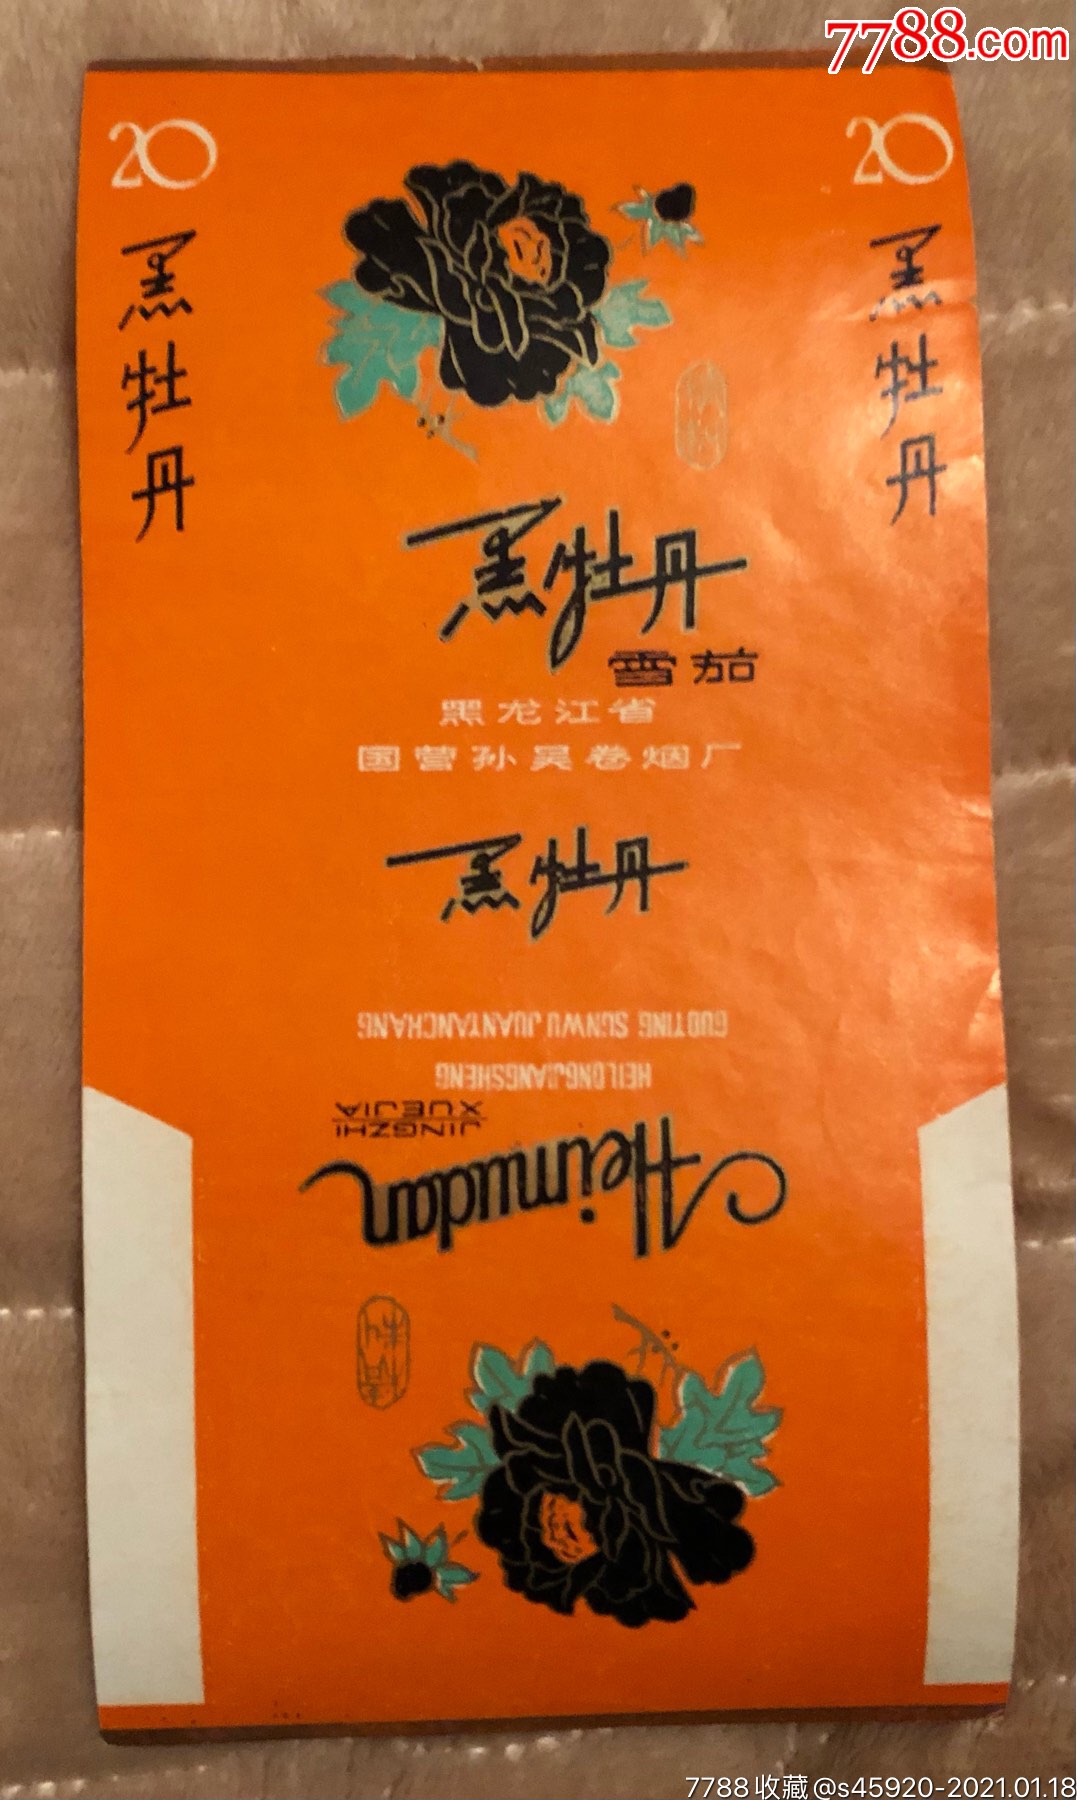 7788.com
20
20
黑牡丹
黑牡丹
黑牡丹
雪茄
黑龙江省
国营孙吴卷烟厂
黑牡丹
GUOTING SUNWU JUANTANCHANG
HEILONGJIANGSHENG
JINGZHI
XUEJIA
Heimudan
7788收藏@s45920-2021.01.18